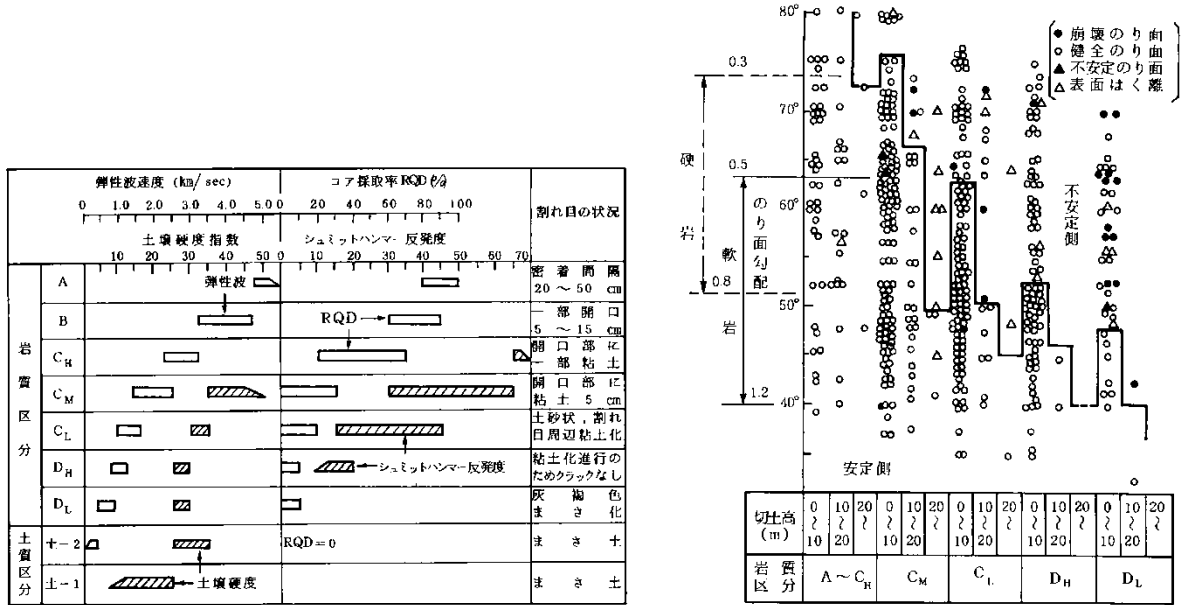 弾性波速度 (km/sec)
コア採取率 RQD (%)
割れ目の状況
0 1.0 2.0 3.0 4.0 5.0
0 20 40 60 80 100
土壌硬度指数
シュミットハンマー反発度
10 20 30 40 50
0 10 20 30 40 50 60 70
岩質区分
A
弾性波
密着間隔
20～50 cm
B
RQD
一部開口
5～15 cm
CH
開口部に
一部粘土
CM
開口部に
粘土 5 cm
CL
土砂状，割れ
目周辺粘土化
DH
シュミットハンマー反発度
粘土化進行の
ためクラックなし
DL
灰褐色
まさ化
土質区分
土-2
RQD=0
まさ土
土-1
土壌硬度
まさ土
● 崩壊のり面
○ 健全のり面
▲ 不安定のり面
△ 表面はく離
80°
70°
60°
50°
40°
0.3
0.5
0.8
1.2
硬岩
軟岩
のり面勾配
不安定側
安定側
切土高 (m)
0～10 10～20 20～ 0～10 10～20 20～ 0～10 10～20 20～ 0～10 10～20 20～ 0～10 10～20 20～
岩質区分
A～CH CM CL DH DL